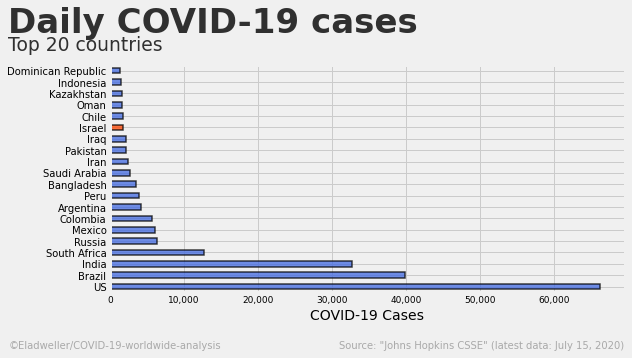 Daily COVID-19 cases
Top 20 countries
Dominican Republic
Indonesia
Kazakhstan
Oman
Chile
Israel
Iraq
Pakistan
Iran
Saudi Arabia
Bangladesh
Peru
Argentina
Colombia
Mexico
Russia
South Africa
India
Brazil
US
0 10,000 20,000 30,000 40,000 50,000 60,000
COVID-19 Cases
©Eladweller/COVID-19-worldwide-analysis Source: "Johns Hopkins CSSE" (latest data: July 15, 2020)